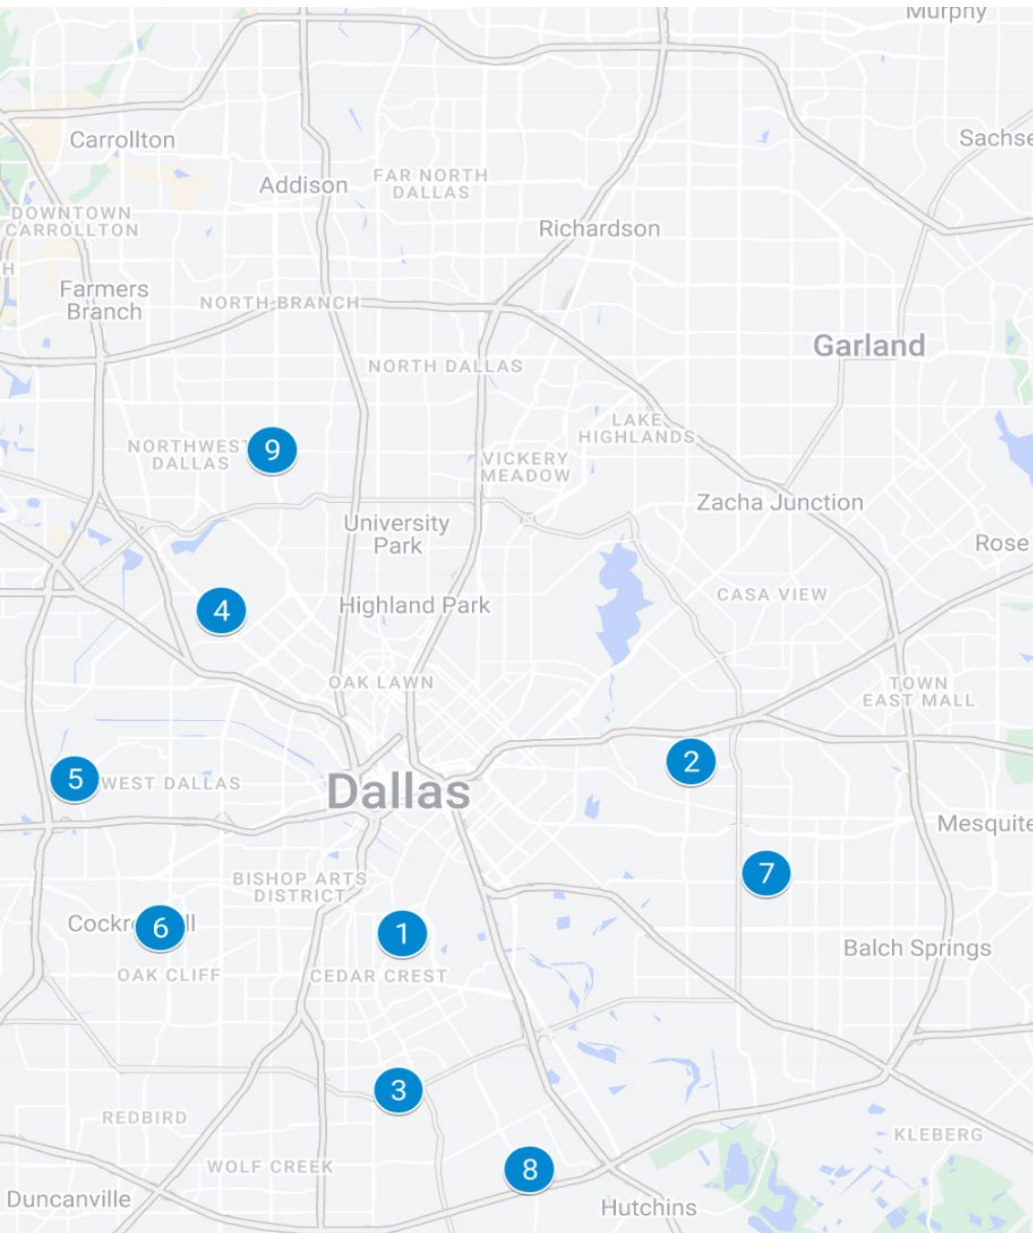 Murphy
Carrollton
Sachse
Addison
FAR NORTH
DALLAS
DOWNTOWN
CARROLLTON
Richardson
H
Farmers
Branch
NORTH BRANCH
Garland
NORTH DALLAS
LAKE
HIGHLANDS
NORTHWEST
DALLAS
9
VICKERY
MEADOW
Zacha Junction
University
Park
Rose
4
Highland Park
CASA VIEW
OAK LAWN
TOWN
EAST MALL
2
5
WEST DALLAS
Dallas
Mesquite
7
BISHOP ARTS
DISTRICT
Cockre
6
ll
1
Balch Springs
OAK CLIFF
CEDAR CREST
3
REDBIRD
KLEBERG
WOLF CREEK
8
Duncanville
Hutchins